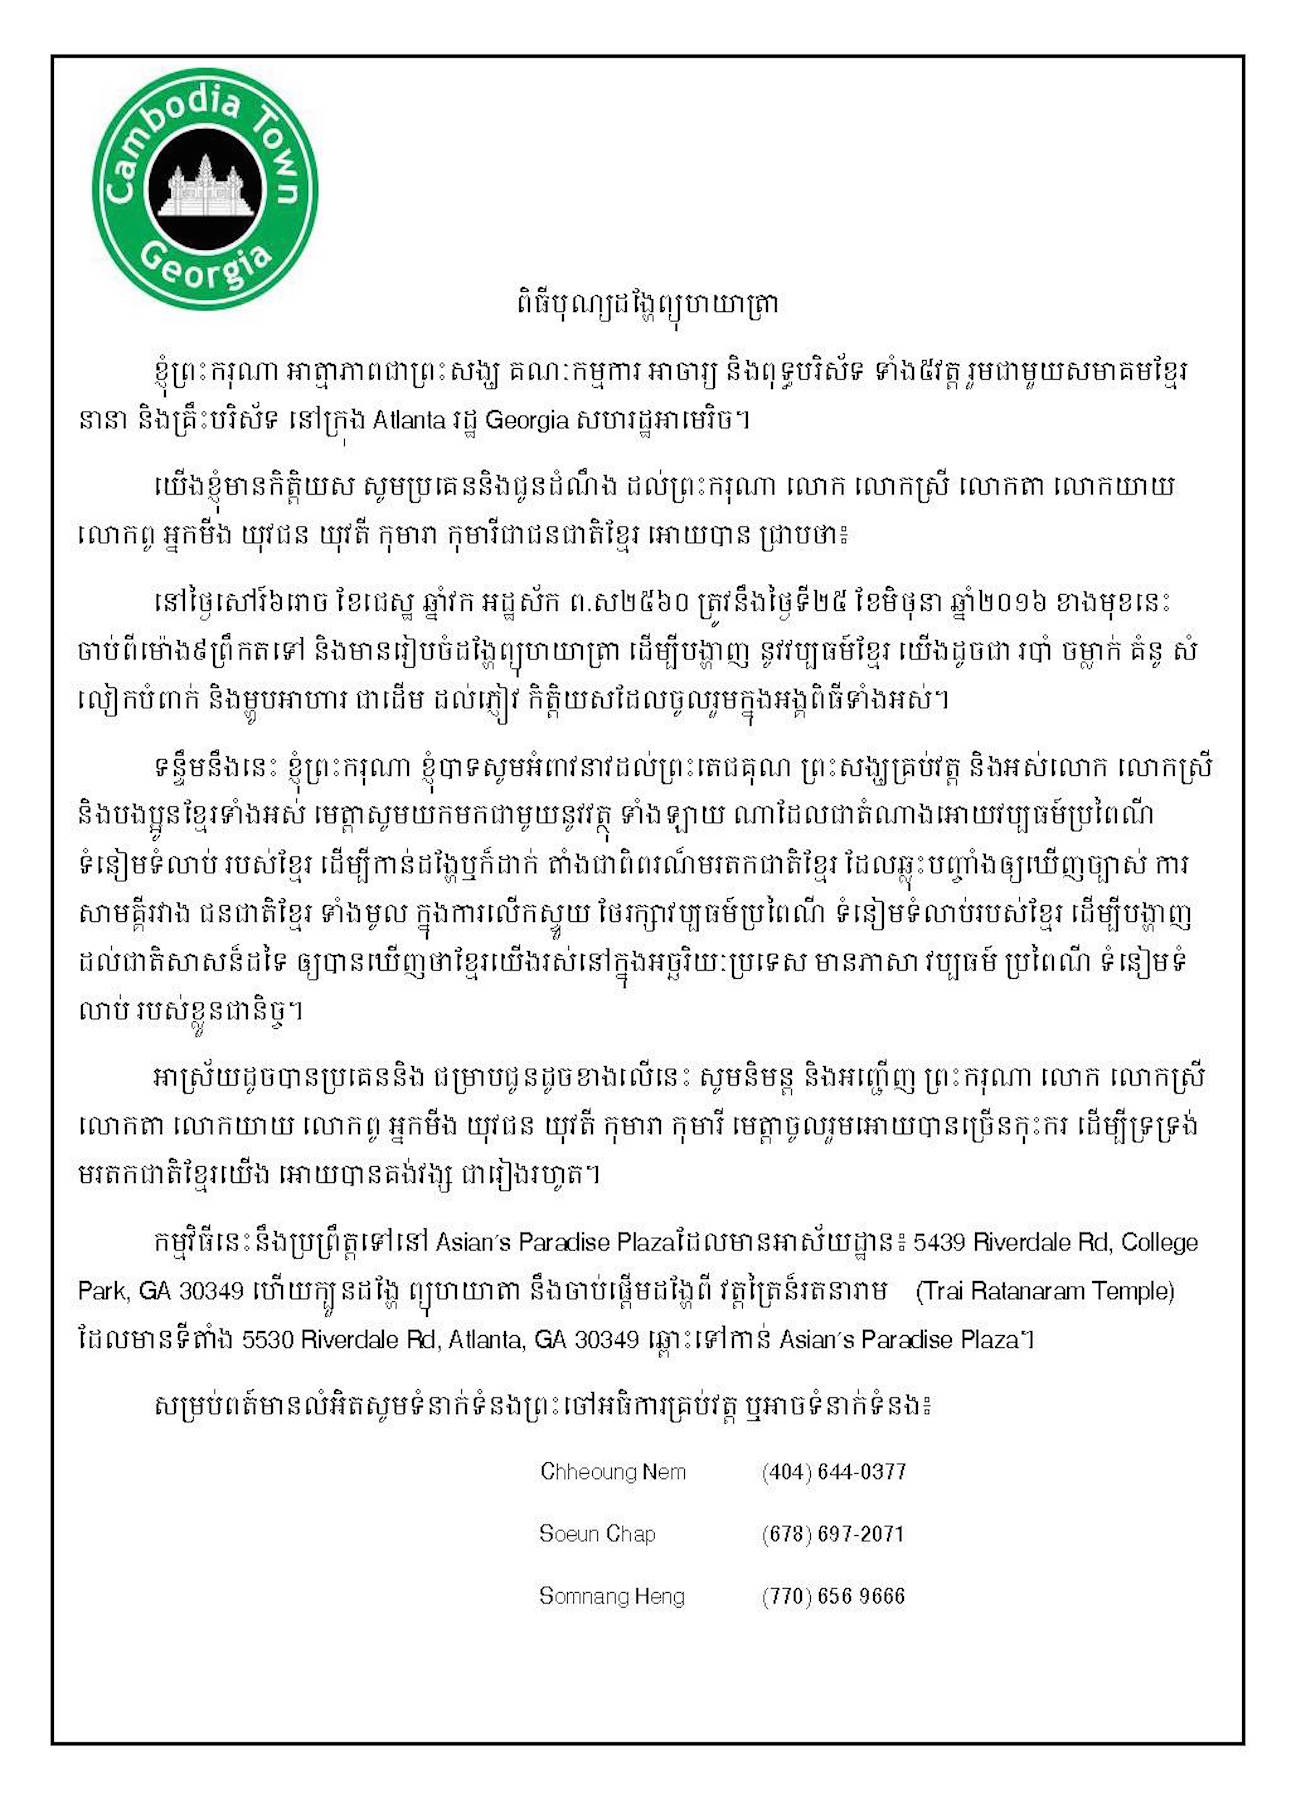 Cambodia Town
Georgia
ពិធីបុណ្យដង្ហែព្យុហយាត្រា
ខ្ញុំព្រះករុណា អាត្មាភាពជាព្រះសង្ឃ គណៈកម្មការ អាចារ្យ និងពុទ្ធបរិស័ទ ទាំង៥វត្ត រួមជាមួយសមាគមខ្មែរ
នានា និងគ្រឹះបរិស័ទ នៅក្រុង Atlanta រដ្ឋ Georgia សហរដ្ឋអាមេរិច។
យើងខ្ញុំមានកិត្តិយស សូមប្រគេននិងជូនដំណឹង ដល់ព្រះករុណា លោក លោកស្រី លោកតា លោកយាយ
លោកពូ អ្នកមីង យុវជន យុវតី កុមារា កុមារីជាជនជាតិខ្មែរ អោយបាន ជ្រាបថា៖
នៅថ្ងៃសៅរ៍៦រោច ខែជេស្ឋ ឆ្នាំវក អដ្ឋស័ក ព.ស២៥៦០ ត្រូវនឹងថ្ងៃទី២៥ ខែមិថុនា ឆ្នាំ២០១៦ ខាងមុខនេះ
ចាប់ពីម៉ោង៩ព្រឹកតទៅ និងមានរៀបចំដង្ហែព្យុហយាត្រា ដើម្បីបង្ហាញ នូវវប្បធម៍ខ្មែរ យើងដូចជា របាំ ចម្លាក់ គំនូ សំ
លៀកបំពាក់ និងម្ហូបអាហារ ជាដើម ដល់ភ្ញៀវ កិត្តិយសដែលចូលរួមក្នុងអង្គពិធីទាំងអស់។
ទន្ទឹមនឹងនេះ ខ្ញុំព្រះករុណា ខ្ញុំបាទសូមអំពាវនាវដល់ព្រះតេជគុណ ព្រះសង្ឃគ្រប់វត្ត និងអស់លោក លោកស្រី
និងបងប្អូនខ្មែរទាំងអស់ មេត្តាសូមយកមកជាមួយនូវវត្ថុ ទាំងឡាយ ណាដែលជាតំណាងអោយវប្បធម៍ប្រពៃណី
ទំនៀមទំលាប់ របស់ខ្មែរ ដើម្បីកាន់ដង្ហែឬក៏ដាក់ តាំងជាពិពរណ៍មរតកជាតិខ្មែរ ដែលឆ្លុះបញ្ចាំងឲ្យឃើញច្បាស់ ការ
សាមគ្គីរវាង ជនជាតិខ្មែរ ទាំងមូល ក្នុងការលើកស្ទួយ ថែរក្សាវប្បធម៍ប្រពៃណី ទំនៀមទំលាប់របស់ខ្មែរ ដើម្បីបង្ហាញ
ដល់ជាតិសាសន៍ដទៃ ឲ្យបានឃើញថាខ្មែរយើងរស់នៅក្នុងអច្ឆរិយៈប្រទេស មានភាសា វប្បធម៍ ប្រពៃណី ទំនៀមទំ
លាប់ របស់ខ្លួនជានិច្ច។
អាស្រ័យដូចបានប្រគេននិង ជម្រាបជូនដូចខាងលើនេះ សូមនិមន្ត និងអញ្ជើញ ព្រះករុណា លោក លោកស្រី
លោកតា លោកយាយ លោកពូ អ្នកមីង យុវជន យុវតី កុមារា កុមារី មេត្តាចូលរួមអោយបានច្រើនកុះករ ដើម្បីទ្រទ្រង់
មរតកជាតិខ្មែរយើង អោយបានគង់វង្ស ជារៀងរហូត។
កម្មវិធីនេះនឹងប្រព្រឹត្តទៅនៅ Asian's Paradise Plazaដែលមានអាស័យដ្ឋាន៖ 5439 Riverdale Rd, College
Park, GA 30349 ហើយក្បួនដង្ហែ ព្យុហយាតា នឹងចាប់ផ្តើមដង្ហែពី វត្តត្រៃន៍រតនារាម (Trai Ratanaram Temple)
ដែលមានទីតាំង 5530 Riverdale Rd, Atlanta, GA 30349 ឆ្ពោះទៅកាន់ Asian's Paradise Plaza។
សម្រប់ពត៍មានលំអិតសូមទំនាក់ទំនងព្រះចៅអធិការគ្រប់វត្ត ឬអាចទំនាក់ទំនង៖
Chheoung Nem (404) 644-0377
Soeun Chap (678) 697-2071
Somnang Heng (770) 656 9666